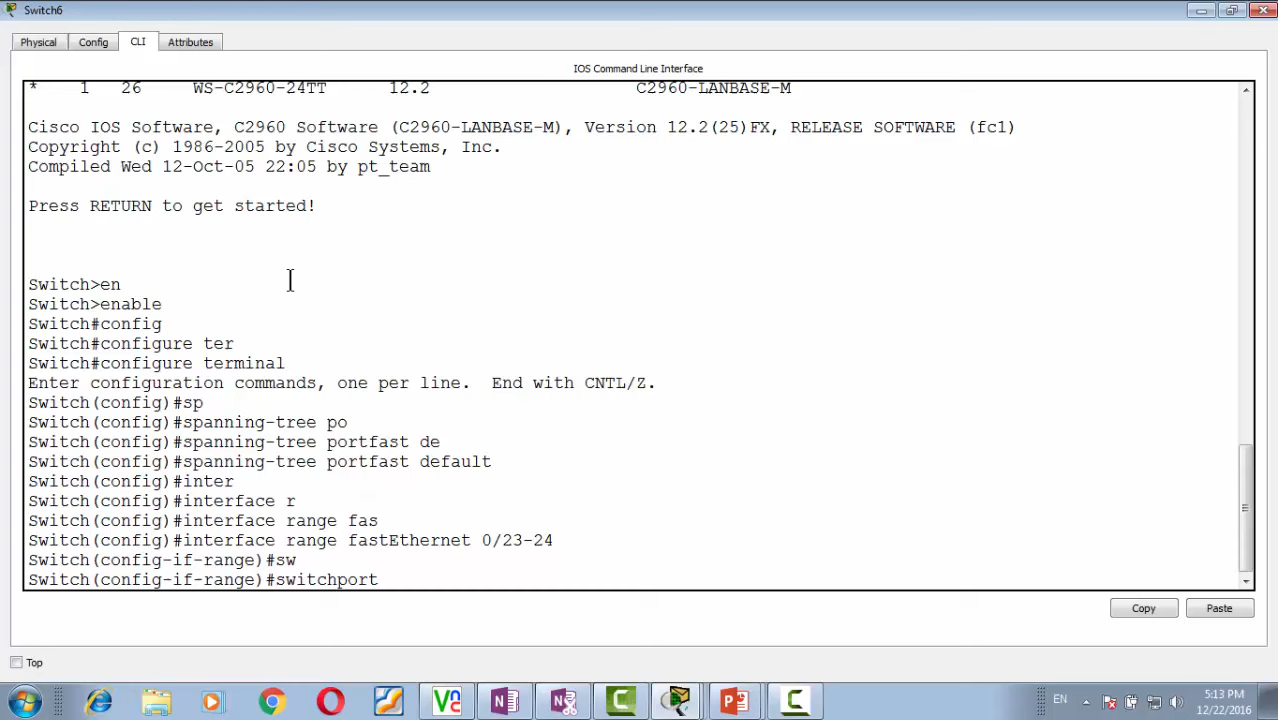 Switch6
Physical Config CLI Attributes
IOS Command Line Interface
* 1 26 WS-C2960-24TT 12.2 C2960-LANBASE-M
Cisco IOS Software, C2960 Software (C2960-LANBASE-M), Version 12.2(25)FX, RELEASE SOFTWARE (fc1)
Copyright (c) 1986-2005 by Cisco Systems, Inc.
Compiled Wed 12-Oct-05 22:05 by pt_team
Press RETURN to get started!
Switch>en
Switch>enable
Switch#config
Switch#configure ter
Switch#configure terminal
Enter configuration commands, one per line. End with CNTL/Z.
Switch(config)#sp
Switch(config)#spanning-tree po
Switch(config)#spanning-tree portfast de
Switch(config)#spanning-tree portfast default
Switch(config)#inter
Switch(config)#interface r
Switch(config)#interface range fas
Switch(config)#interface range fastEthernet 0/23-24
Switch(config-if-range)#sw
Switch(config-if-range)#switchport
Copy Paste
Top
EN 5:13 PM
12/22/2016